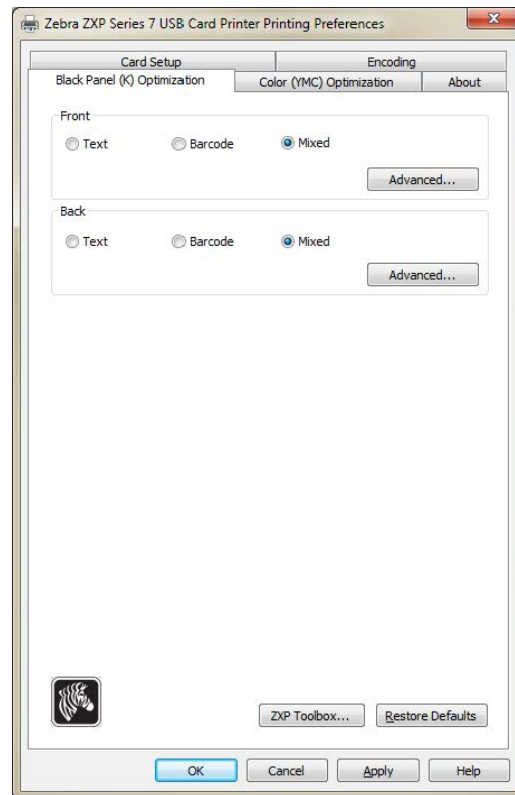 Zebra ZXP Series 7 USB Card Printer Printing Preferences
Card Setup Encoding
Black Panel (K) Optimization Color (YMC) Optimization About
Front
Text Barcode Mixed
Advanced...
Back
Text Barcode Mixed
Advanced...
ZXP Toolbox... Restore Defaults
OK Cancel Apply Help